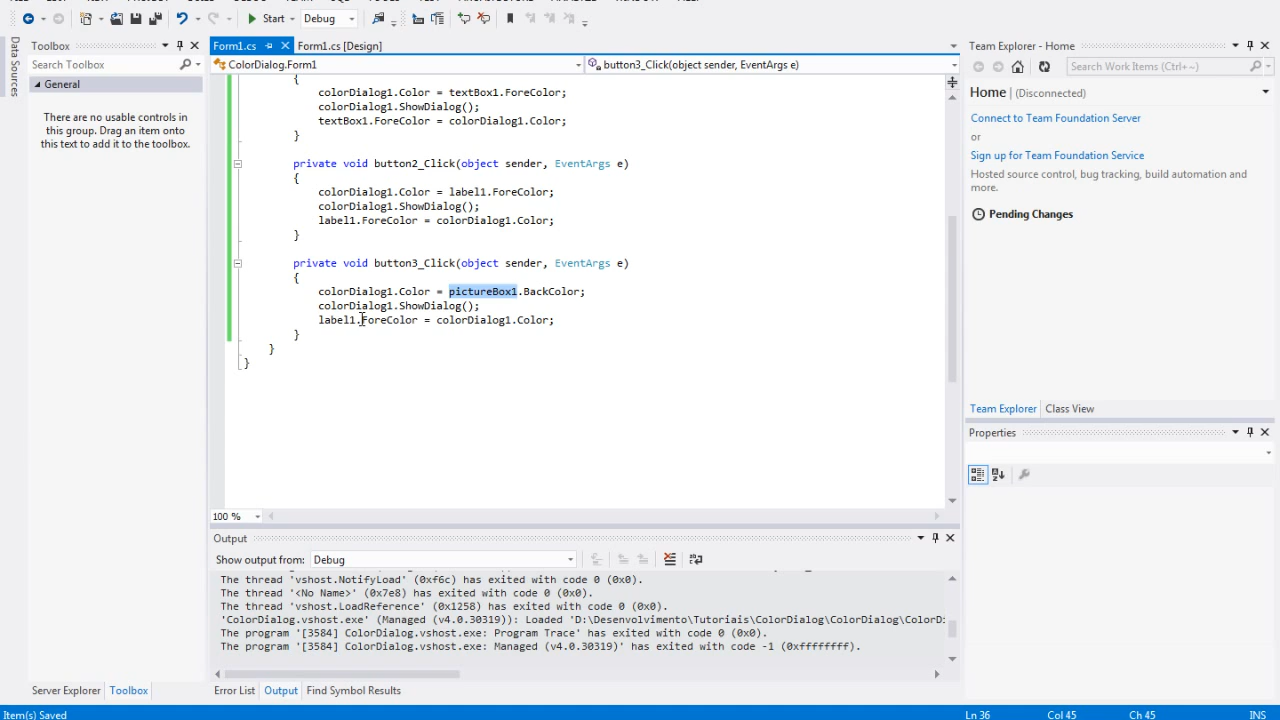 Start
Debug
Data Sources
Toolbox
Form1.cs
Form1.cs [Design]
Team Explorer - Home
Search Toolbox
ColorDialog.Form1
button3_Click(object sender, EventArgs e)
Search Work Items (Ctrl+~)
General
Home | (Disconnected)
There are no usable controls in
this group. Drag an item onto
this text to add it to the toolbox.
{
colorDialog1.Color = textBox1.ForeColor;
colorDialog1.ShowDialog();
textBox1.ForeColor = colorDialog1.Color;
}
private void button2_Click(object sender, EventArgs e)
{
colorDialog1.Color = label1.ForeColor;
colorDialog1.ShowDialog();
label1.ForeColor = colorDialog1.Color;
}
private void button3_Click(object sender, EventArgs e)
{
colorDialog1.Color = pictureBox1.BackColor;
colorDialog1.ShowDialog();
label1.ForeColor = colorDialog1.Color;
}
}
}
Connect to Team Foundation Server
or
Sign up for Team Foundation Service
Hosted source control, bug tracking, build automation and
more.
Pending Changes
Team Explorer
Class View
Properties
100 %
Output
Show output from:
Debug
The thread 'vshost.NotifyLoad' (0xf6c) has exited with code 0 (0x0).
The thread '<No Name>' (0x7e8) has exited with code 0 (0x0).
The thread 'vshost.LoadReference' (0x1258) has exited with code 0 (0x0).
'ColorDialog.vshost.exe' (Managed (v4.0.30319)): Loaded 'D:\Desenvolvimento\Tutoriais\ColorDialog\ColorDialog\ColorDi
The program '[3584] ColorDialog.vshost.exe: Program Trace' has exited with code 0 (0x0).
The program '[3584] ColorDialog.vshost.exe: Managed (v4.0.30319)' has exited with code -1 (0xffffffff).
Server Explorer
Toolbox
Error List
Output
Find Symbol Results
Item(s) Saved
Ln 36
Col 45
Ch 45
INS